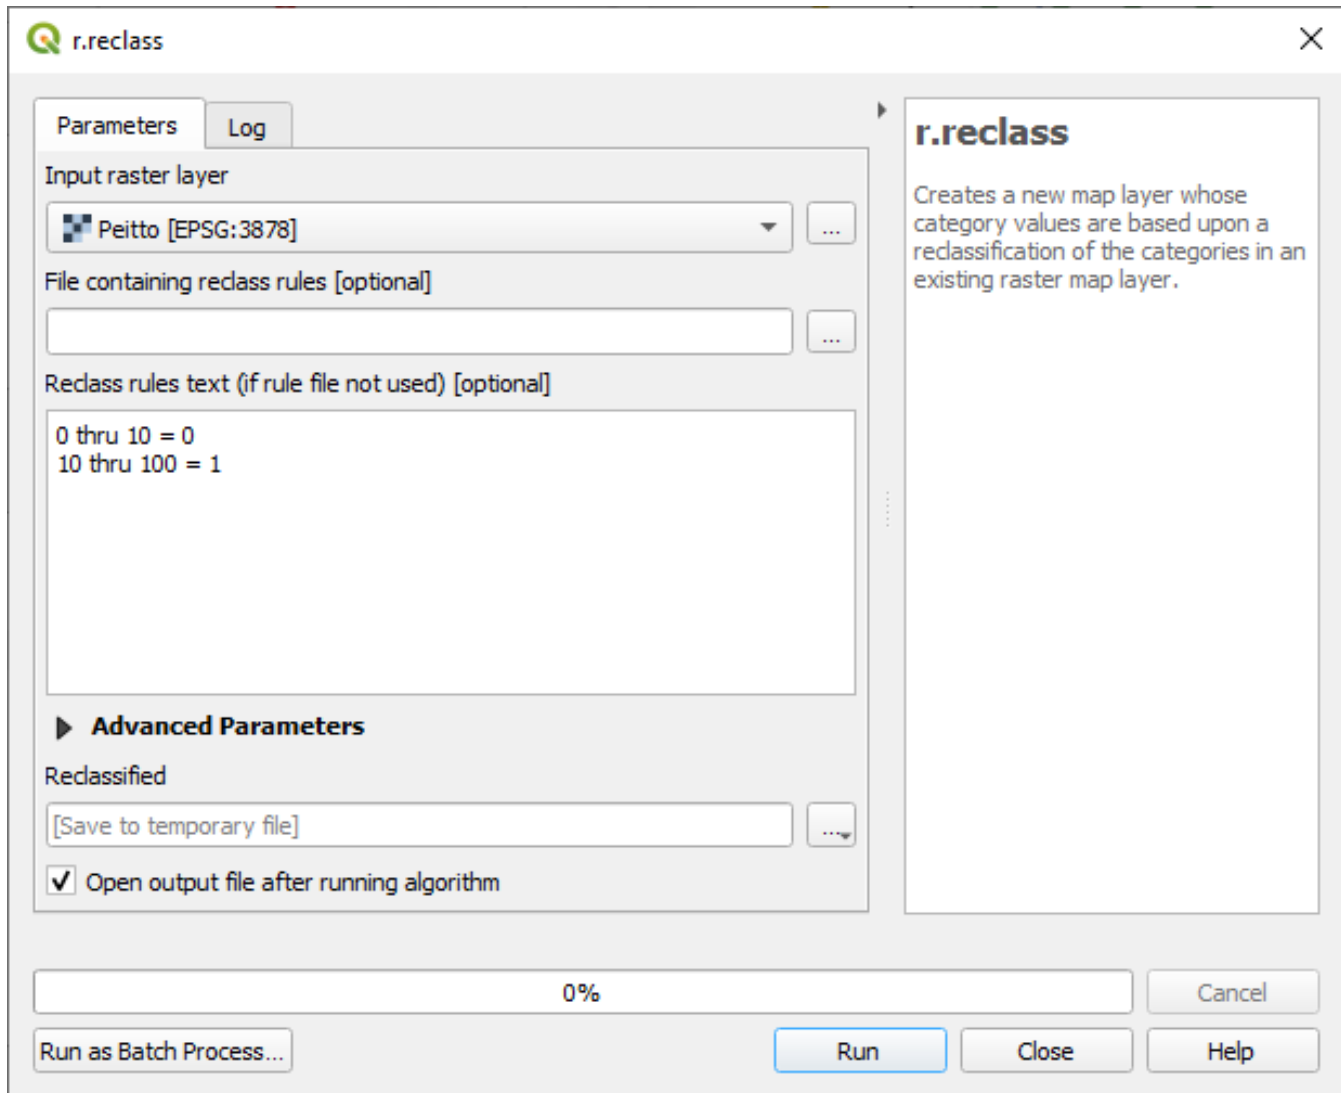 r.reclass
Parameters
Log
Input raster layer
Peitto [EPSG:3878]
...
File containing reclass rules [optional]
...
Reclass rules text (if rule file not used) [optional]
0 thru 10 = 0
10 thru 100 = 1
Advanced Parameters
Reclassified
[Save to temporary file]
...
Open output file after running algorithm
r.reclass
Creates a new map layer whose
category values are based upon a
reclassification of the categories in an
existing raster map layer.
0%
Cancel
Run as Batch Process...
Run
Close
Help